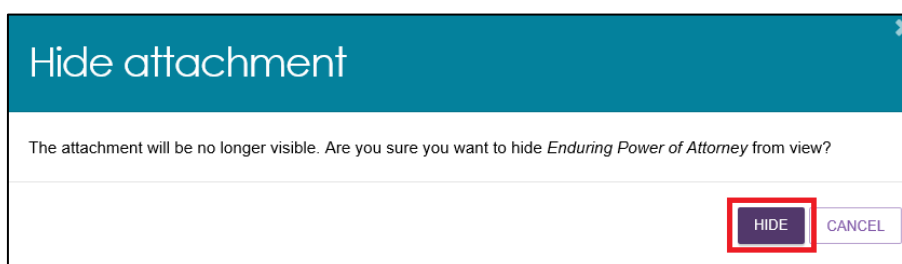 Hide attachment
The attachment will be no longer visible. Are you sure you want to hide Enduring Power of Attorney from view?
HIDE CANCEL